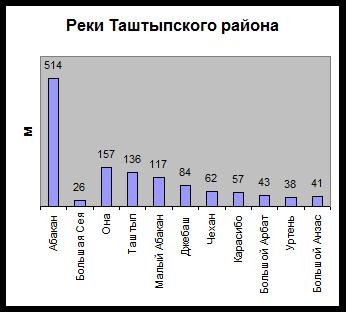 Реки Таштыпского района
м
514
26
157
136
117
84
62
57
43
38
41
Абакан
Большая Сея
Она
Таштып
Малый Абакан
Джебаш
Чехан
Карасибо
Большой Арбат
Уртень
Большой Анзас